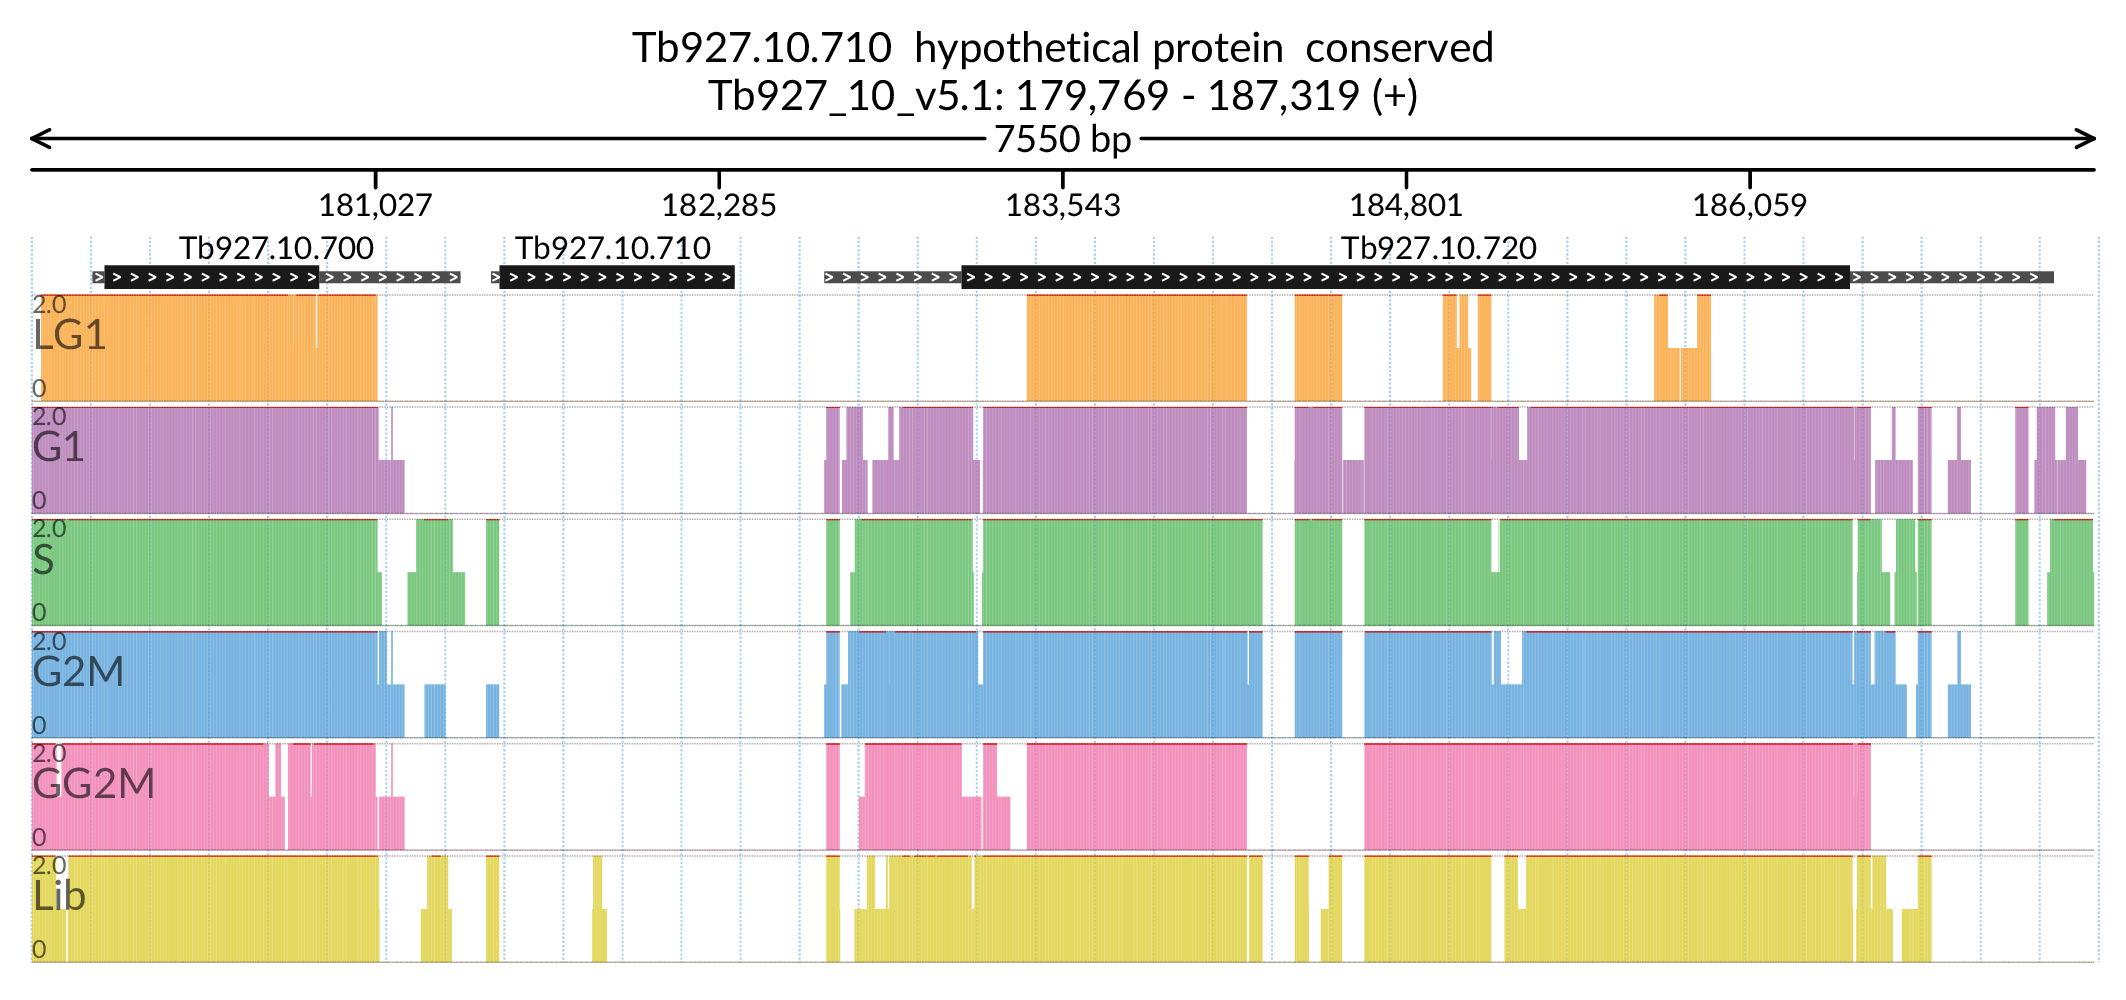 Tb927.10.710 hypothetical protein conserved
Tb927_10_v5.1: 179,769 - 187,319 (+)
7550 bp
181,027 182,285 183,543 184,801 186,059
Tb927.10.700 Tb927.10.710 Tb927.10.720
2.0
LG1
0
2.0
G1
0
2.0
S
0
2.0
G2M
0
2.0
GG2M
0
2.0
Lib
0